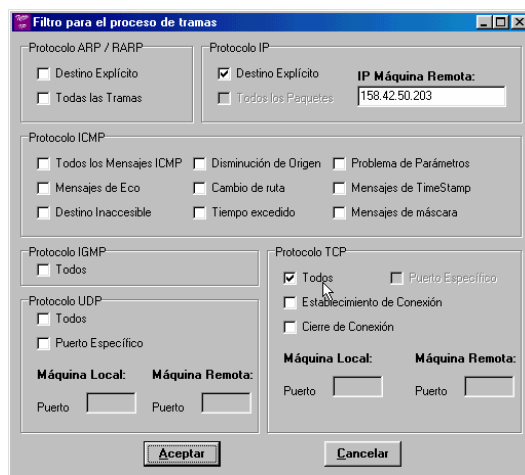 Filtro para el proceso de tramas
Protocolo ARP / RARP
Destino Explícito
Todas las Tramas
Protocolo IP
Destino Explícito
Todos los Paquetes
IP Máquina Remota:
158.42.50.203
Protocolo ICMP
Todos los Mensajes ICMP
Disminución de Origen
Problema de Parámetros
Mensajes de Eco
Cambio de ruta
Mensajes de TimeStamp
Destino Inaccesible
Tiempo excedido
Mensajes de máscara
Protocolo IGMP
Todos
Protocolo UDP
Todos
Puerto Específico
Máquina Local:
Máquina Remota:
Puerto
Puerto
Protocolo TCP
Todos
Puerto Específico
Establecimiento de Conexión
Cierre de Conexión
Máquina Local:
Máquina Remota:
Puerto
Puerto
Aceptar
Cancelar